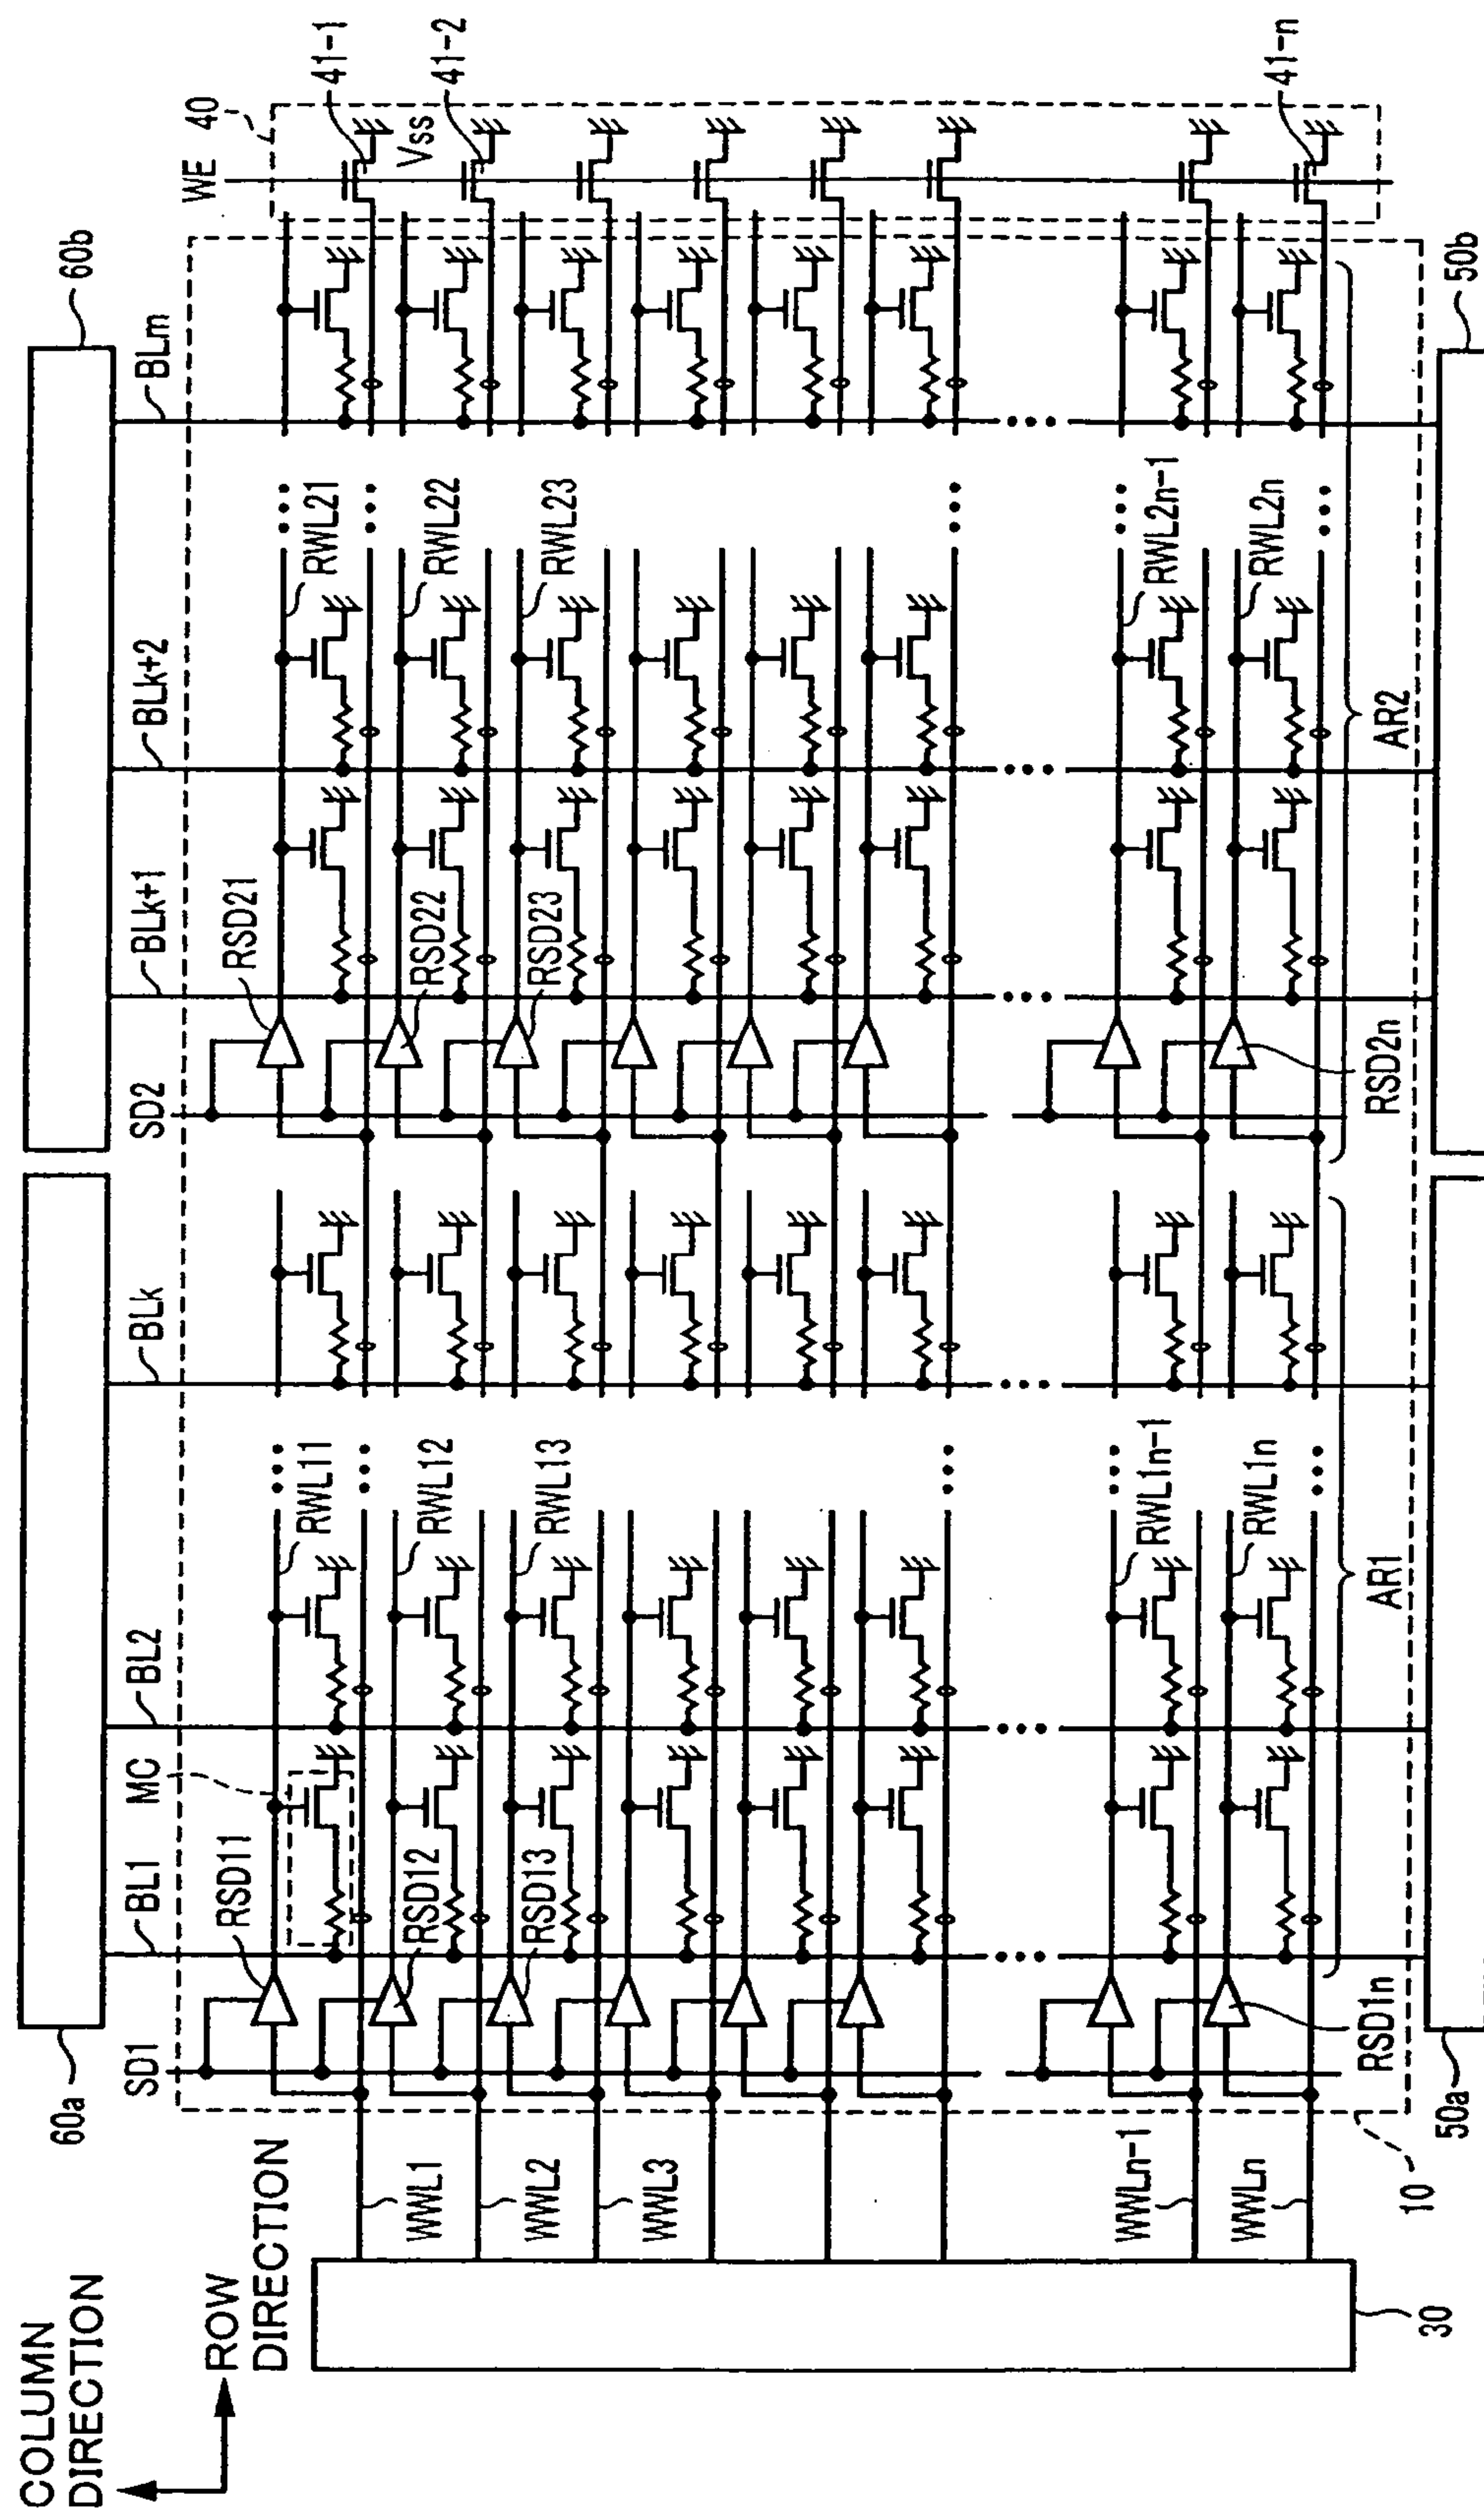 COLUMN
DIRECTION
ROW
DIRECTION
60a
60b
SD1
BL1
MC
BL2
BLk
SD2
BLk+1
BLk+2
BLm
WE
40
RSD11
RSD21
41-1
RWL11
RWL21
Vss
WWL1
RSD12
RWL12
RSD22
RWL22
41-2
WWL2
RSD13
RWL13
RSD23
RWL23
WWL3
WWLn-1
RWL1n-1
RWL2n-1
WWLn
RWL1n
RWL2n
41-n
RSD1n
AR1
RSD2n
AR2
30
10
50a
50b